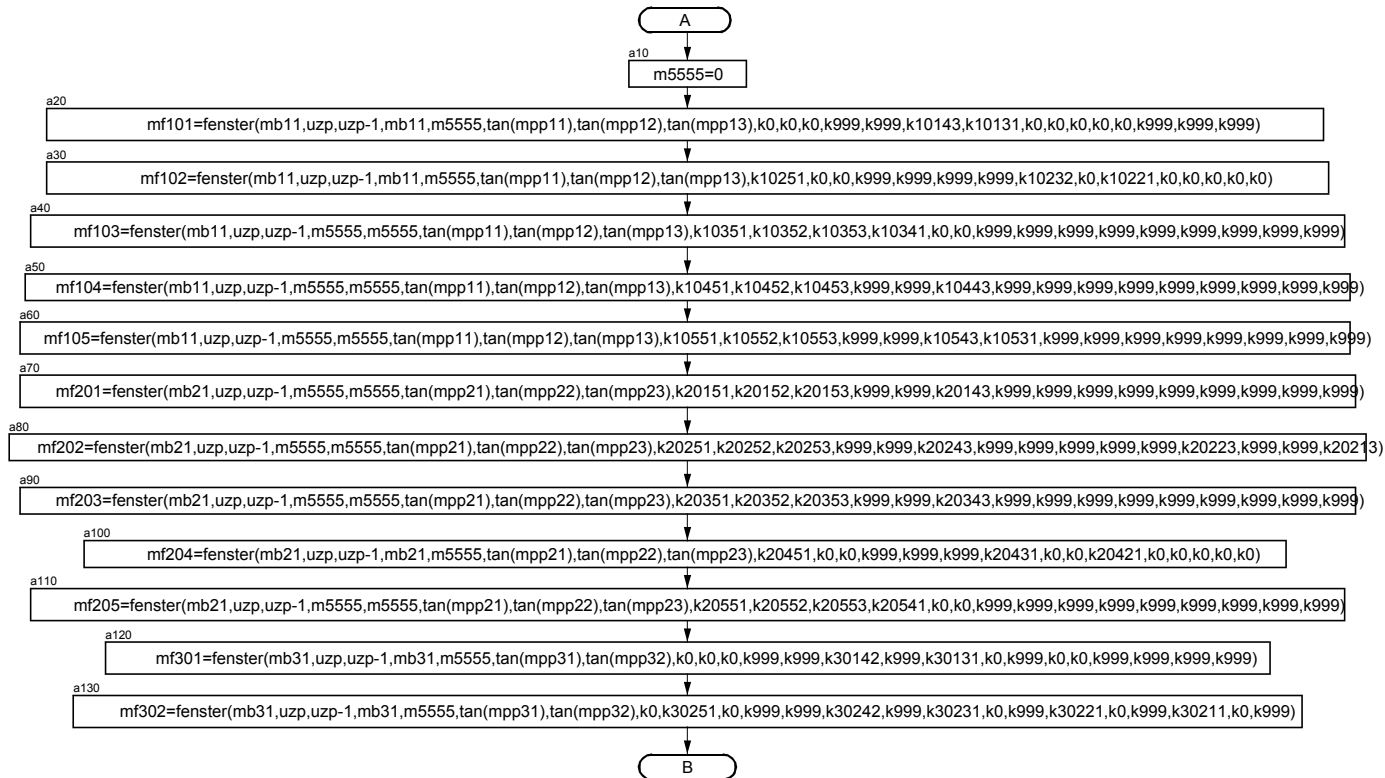 A
a10
m5555=0
a20
mf101=fenster(mb11,uzp,uzp-1,mb11,m5555,tan(mpp11),tan(mpp12),tan(mpp13),k0,k0,k0,k999,k999,k10143,k10131,k0,k0,k0,k0,k0,k999,k999,k999)
a30
mf102=fenster(mb11,uzp,uzp-1,mb11,m5555,tan(mpp11),tan(mpp12),tan(mpp13),k10251,k0,k0,k999,k999,k999,k999,k10232,k0,k10221,k0,k0,k0,k0,k0)
a40
mf103=fenster(mb11,uzp,uzp-1,m5555,m5555,tan(mpp11),tan(mpp12),tan(mpp13),k10351,k10352,k10353,k10341,k0,k0,k999,k999,k999,k999,k999,k999,k999,k999,k999)
a50
mf104=fenster(mb11,uzp,uzp-1,m5555,m5555,tan(mpp11),tan(mpp12),tan(mpp13),k10451,k10452,k10453,k999,k999,k10443,k999,k999,k999,k999,k999,k999,k999,k999,k999)
a60
mf105=fenster(mb11,uzp,uzp-1,m5555,m5555,tan(mpp11),tan(mpp12),tan(mpp13),k10551,k10552,k10553,k999,k999,k10543,k10531,k999,k999,k999,k999,k999,k999,k999,k999)
a70
mf201=fenster(mb21,uzp,uzp-1,m5555,m5555,tan(mpp21),tan(mpp22),tan(mpp23),k20151,k20152,k20153,k999,k999,k20143,k999,k999,k999,k999,k999,k999,k999,k999,k999)
a80
mf202=fenster(mb21,uzp,uzp-1,m5555,m5555,tan(mpp21),tan(mpp22),tan(mpp23),k20251,k20252,k20253,k999,k999,k20243,k999,k999,k999,k999,k999,k20223,k999,k999,k20213)
a90
mf203=fenster(mb21,uzp,uzp-1,m5555,m5555,tan(mpp21),tan(mpp22),tan(mpp23),k20351,k20352,k20353,k999,k999,k20343,k999,k999,k999,k999,k999,k999,k999,k999,k999)
a100
mf204=fenster(mb21,uzp,uzp-1,mb21,m5555,tan(mpp21),tan(mpp22),tan(mpp23),k20451,k0,k0,k999,k999,k999,k20431,k0,k0,k20421,k0,k0,k0,k0,k0)
a110
mf205=fenster(mb21,uzp,uzp-1,m5555,m5555,tan(mpp21),tan(mpp22),tan(mpp23),k20551,k20552,k20553,k20541,k0,k0,k999,k999,k999,k999,k999,k999,k999,k999,k999)
a120
mf301=fenster(mb31,uzp,uzp-1,mb31,m5555,tan(mpp31),tan(mpp32),k0,k0,k0,k999,k999,k30142,k999,k30131,k0,k999,k0,k0,k999,k999,k999,k999)
a130
mf302=fenster(mb31,uzp,uzp-1,mb31,m5555,tan(mpp31),tan(mpp32),k0,k30251,k0,k999,k999,k30242,k999,k30231,k0,k999,k30221,k0,k999,k30211,k0,k999)
B